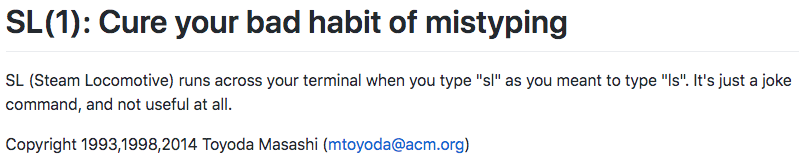 SL(1): Cure your bad habit of mistyping
SL (Steam Locomotive) runs across your terminal when you type "sl" as you meant to type "ls". It's just a joke
command, and not useful at all.
Copyright 1993,1998,2014 Toyoda Masashi (mtoyoda@acm.org)